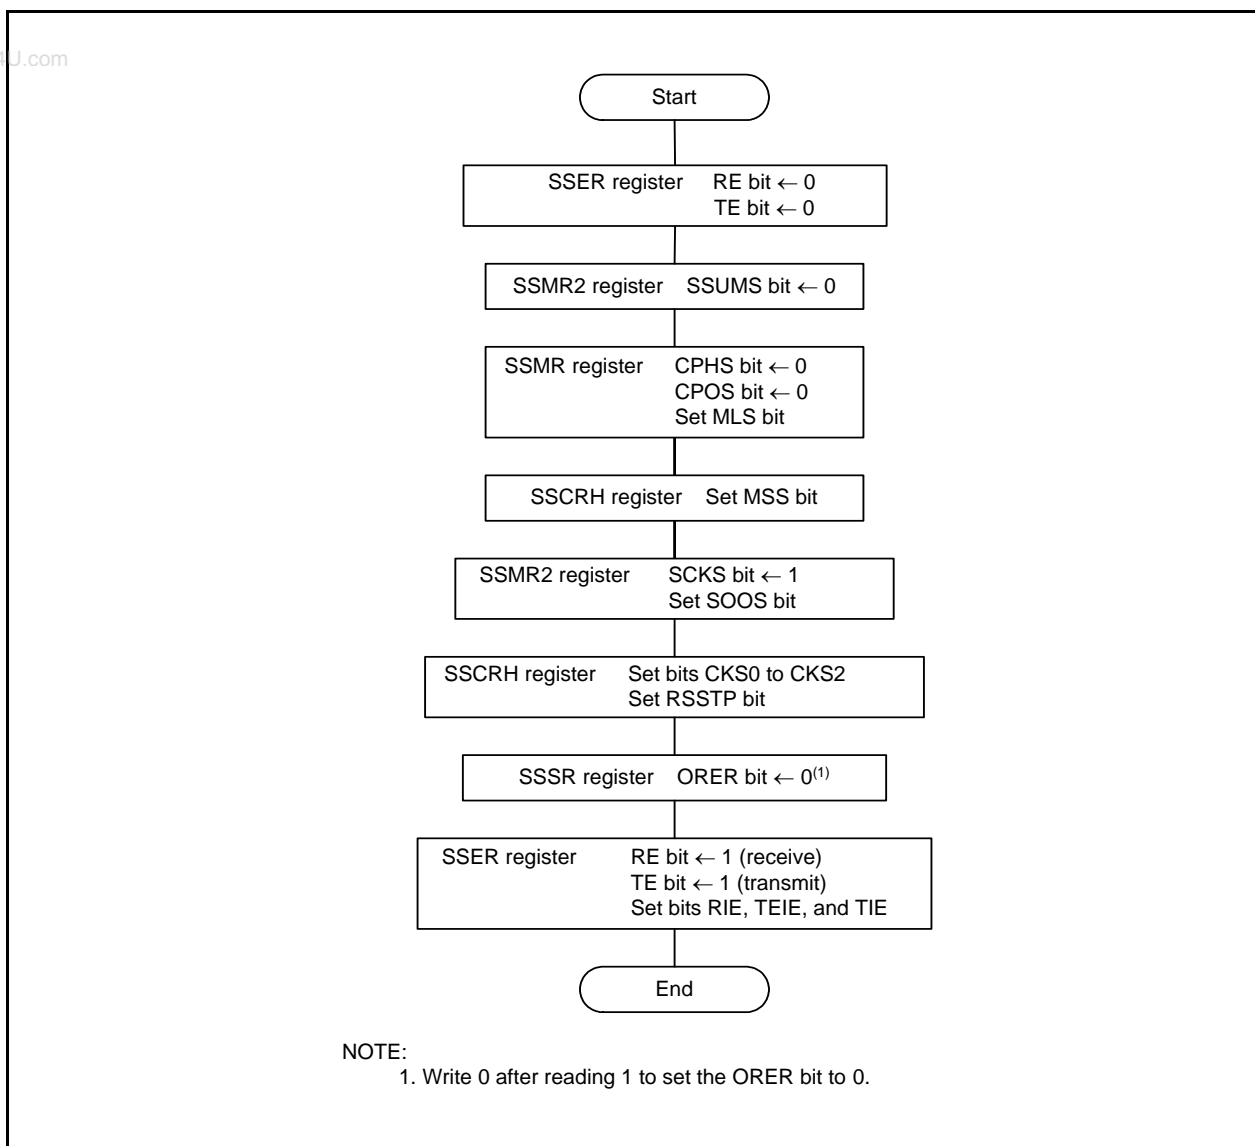 4U.com
Start
SSER register RE bit ← 0
TE bit ← 0
SSMR2 register SSUMS bit ← 0
SSMR register CPHS bit ← 0
CPOS bit ← 0
Set MLS bit
SSCRH register Set MSS bit
SSMR2 register SCKS bit ← 1
Set SOOS bit
SSCRH register Set bits CKS0 to CKS2
Set RSSTP bit
SSSR register ORER bit ← 0(1)
SSER register RE bit ← 1 (receive)
TE bit ← 1 (transmit)
Set bits RIE, TEIE, and TIE
End
NOTE:
1. Write 0 after reading 1 to set the ORER bit to 0.